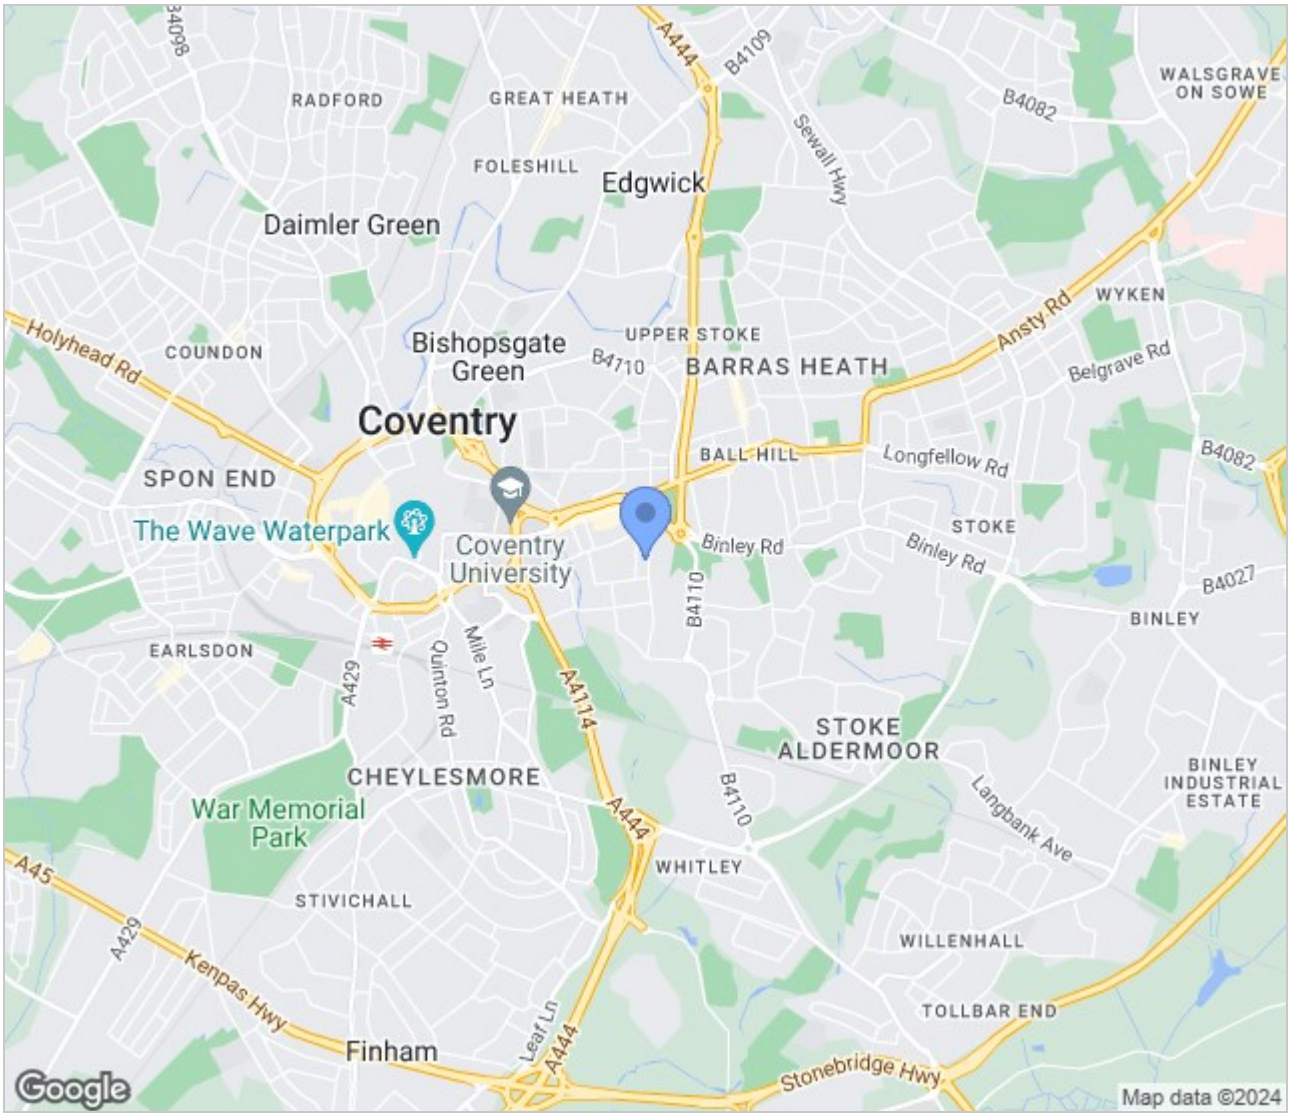 B4098
A444
B4109
WALSGRAVE
ON SOWE
RADFORD
GREAT HEATH
B4082
Sewall Hwy
FOLESHILL
Edgwick
Daimler Green
WYKEN
Ansty Rd
Holyhead Rd
COUNDON
Bishopsgate
Green
UPPER STOKE
B4710
BARRAS HEATH
Belgrave Rd
Coventry
BALL HILL
Longfellow Rd
B4082
SPON END
The Wave Waterpark
Coventry
University
Binley Rd
STOKE
Binley Rd
B4110
B4027
BINLEY
EARLSDON
A429
Quinton Rd
Mile Ln
A4114
STOKE
ALDERMOOR
CHEYLESMORE
B4110
BINLEY
INDUSTRIAL
ESTATE
War Memorial
Park
A444
Langbank Ave
A45
WHITLEY
STIVICHALL
A429
WILLENHALL
Kenpas Hwy
TOLLBAR END
Leaf Ln
A444
Finham
Stonebridge Hwy
Google
Map data ©2024